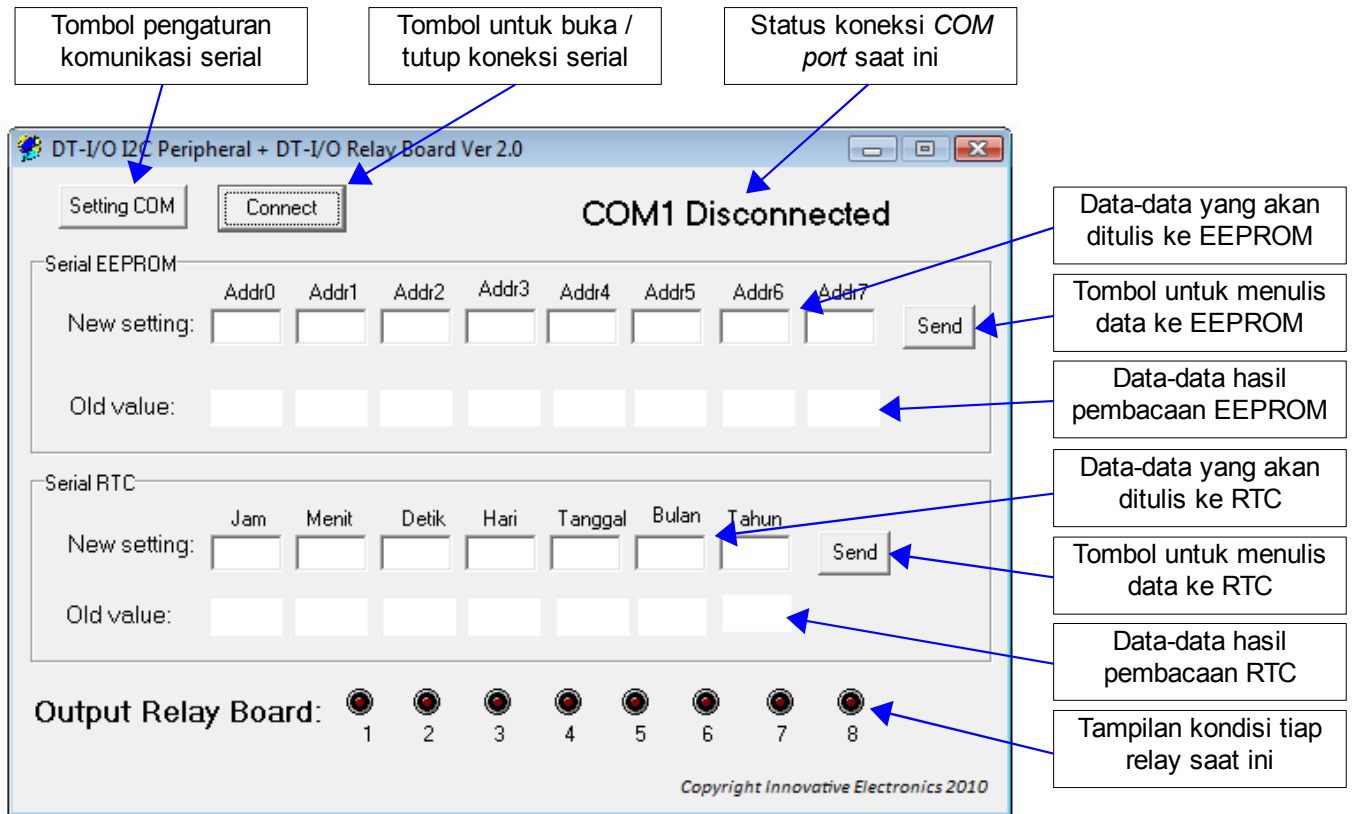 Tombol pengaturan
komunikasi serial
Tombol untuk buka /
tutup koneksi serial
Status koneksi COM
port saat ini
DT-I/O I2C Peripheral + DT-I/O Relay Board Ver 2.0
Setting COM
Connect
COM1 Disconnected
Data-data yang akan
ditulis ke EEPROM
Serial EEPROM
Addr0 Addr1 Addr2 Addr3 Addr4 Addr5 Addr6 Addr7
New setting:
Send
Tombol untuk menulis
data ke EEPROM
Old value:
Data-data hasil
pembacaan EEPROM
Serial RTC
Jam Menit Detik Hari Tanggal Bulan Tahun
New setting:
Send
Data-data yang akan
ditulis ke RTC
Tombol untuk menulis
data ke RTC
Old value:
Data-data hasil
pembacaan RTC
Output Relay Board:
1 2 3 4 5 6 7 8
Tampilan kondisi tiap
relay saat ini
Copyright Innovative Electronics 2010